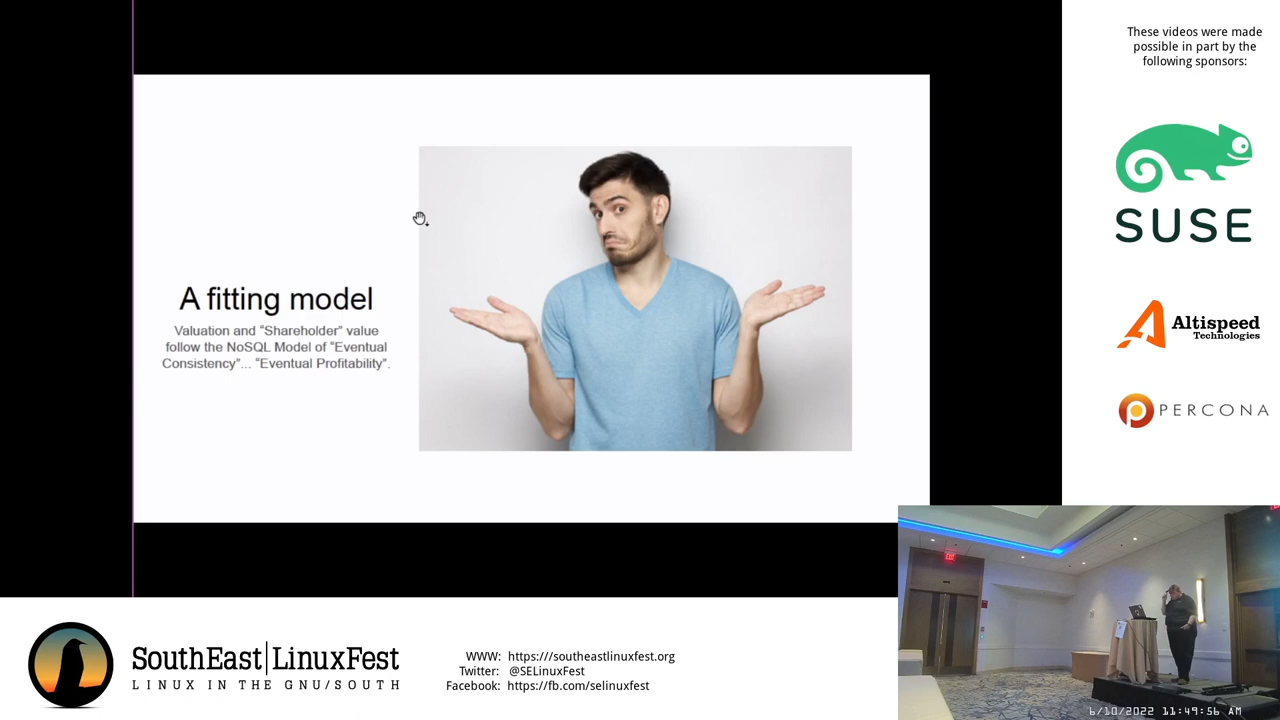 These videos were made
possible in part by the
following sponsors:
SUSE
Altispeed
Technologies
PERCONA
A fitting model
Valuation and “Shareholder” value
follow the NoSQL Model of “Eventual
Consistency”... “Eventual Profitability”.
SouthEast|LinuxFest
LINUX IN THE GNU/SOUTH
WWW: https:///southeastlinuxfest.org
Twitter: @SELinuxFest
Facebook: https://fb.com/selinuxfest
EXIT
6/10/2022 11:49:56 AM